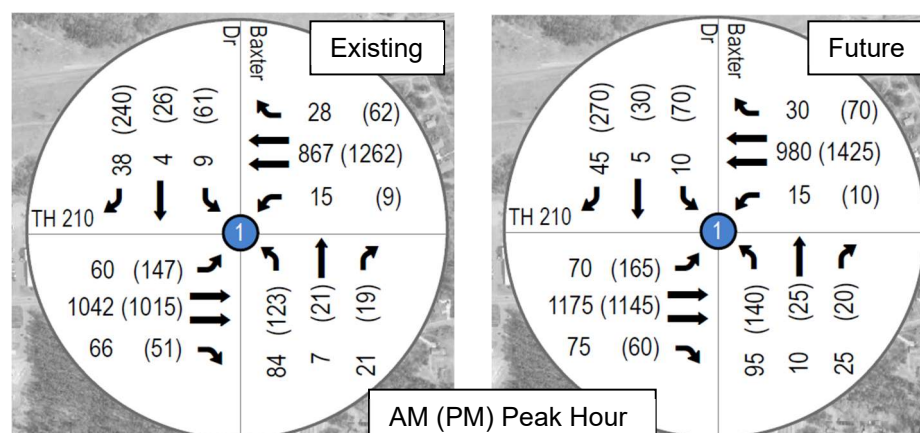 Existing
Baxter
Dr
(240) (26) (61)
38 4 9
28 (62)
867 (1262)
15 (9)
TH 210
1
60 (147)
1042 (1015)
66 (51)
(123) (21) (19)
84 7 21
Future
Baxter
Dr
(270) (30) (70)
45 5 10
30 (70)
980 (1425)
15 (10)
TH 210
1
70 (165)
1175 (1145)
75 (60)
(140) (25) (20)
95 10 25
AM (PM) Peak Hour